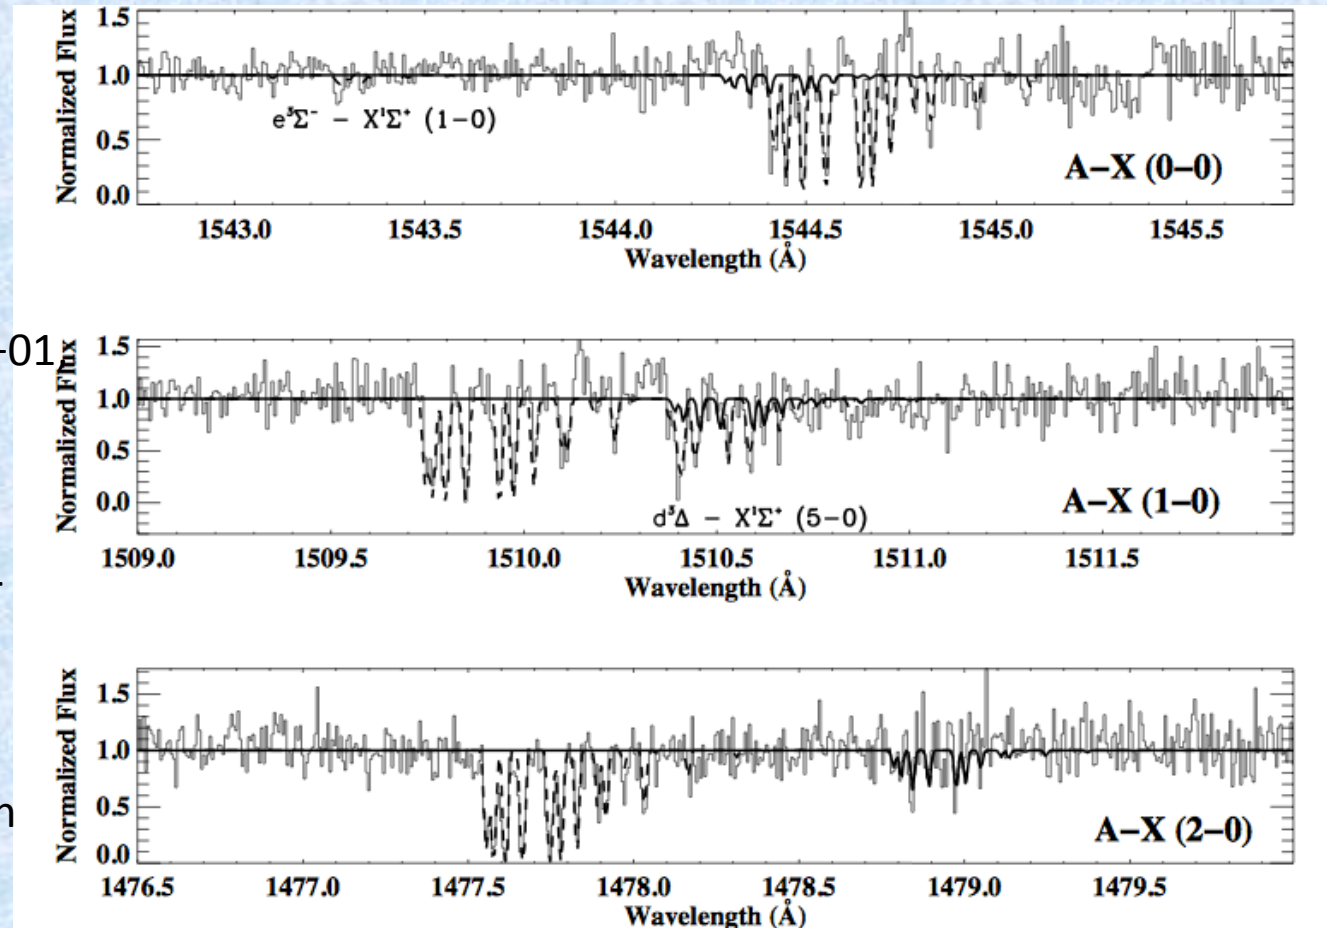 1.5
1.0
0.5
0.0
Normalized Flux
e³Σ⁻ − X¹Σ⁺ (1−0)
A−X (0−0)
1543.0 1543.5 1544.0 1544.5 1545.0 1545.5
Wavelength (Å)
-01,
1.5
1.0
0.5
0.0
Normalized Flux
d³Δ − X¹Σ⁺ (5−0)
A−X (1−0)
1509.0 1509.5 1510.0 1510.5 1511.0 1511.5
Wavelength (Å)
1.5
1.0
0.5
0.0
Normalized Flux
A−X (2−0)
1476.5 1477.0 1477.5 1478.0 1478.5 1479.0 1479.5
Wavelength (Å)